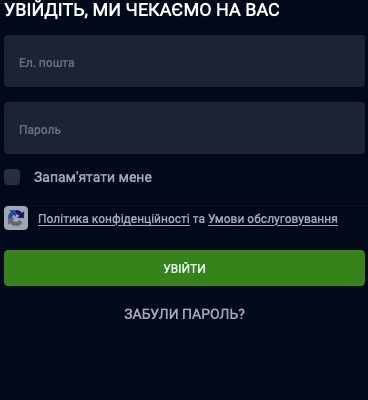 УВІЙДІТЬ, МИ ЧЕКАЄМО НА ВАС
Ел. пошта
Пароль
Запам'ятати мене
Політика конфіденційності та Умови обслуговування
УВІЙТИ
ЗАБУЛИ ПАРОЛЬ?